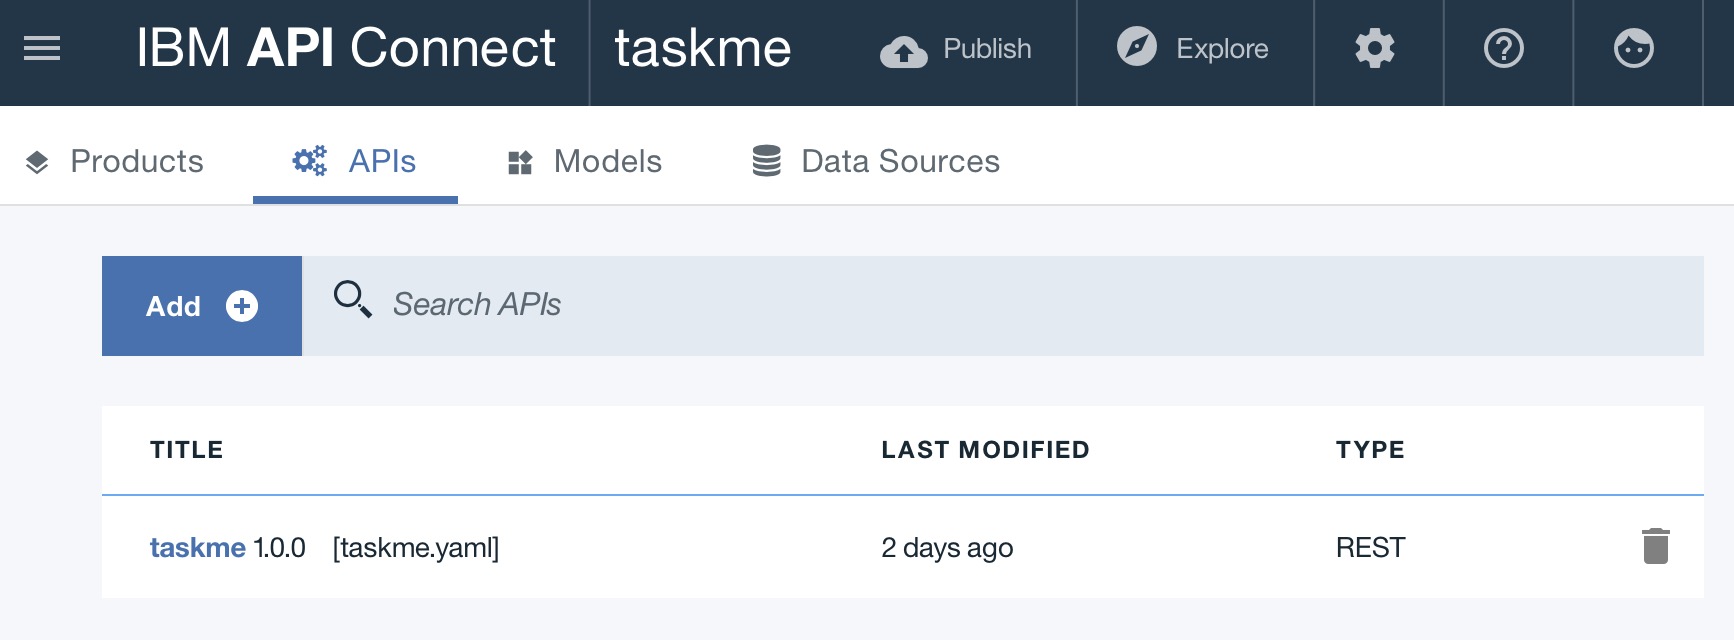 IBM API Connect taskme Publish Explore
Products APIs Models Data Sources
Add Search APIs
TITLE LAST MODIFIED TYPE
taskme 1.0.0 [taskme.yaml] 2 days ago REST